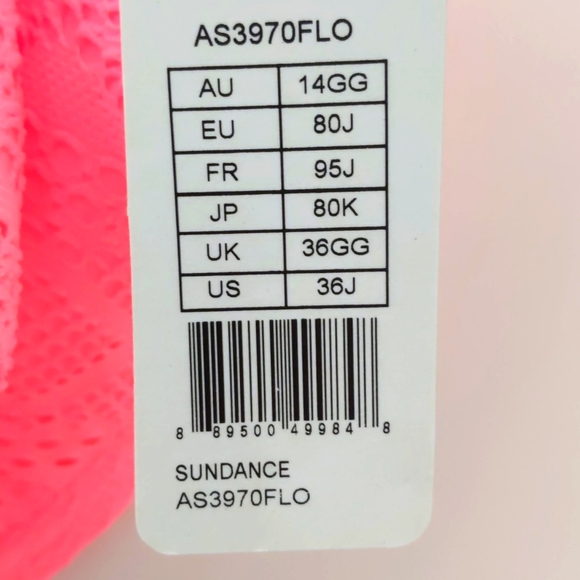 AS3970FLO
AU 14GG
EU 80J
FR 95J
JP 80K
UK 36GG
US 36J
8 89500 49984 8
SUNDANCE
AS3970FLO